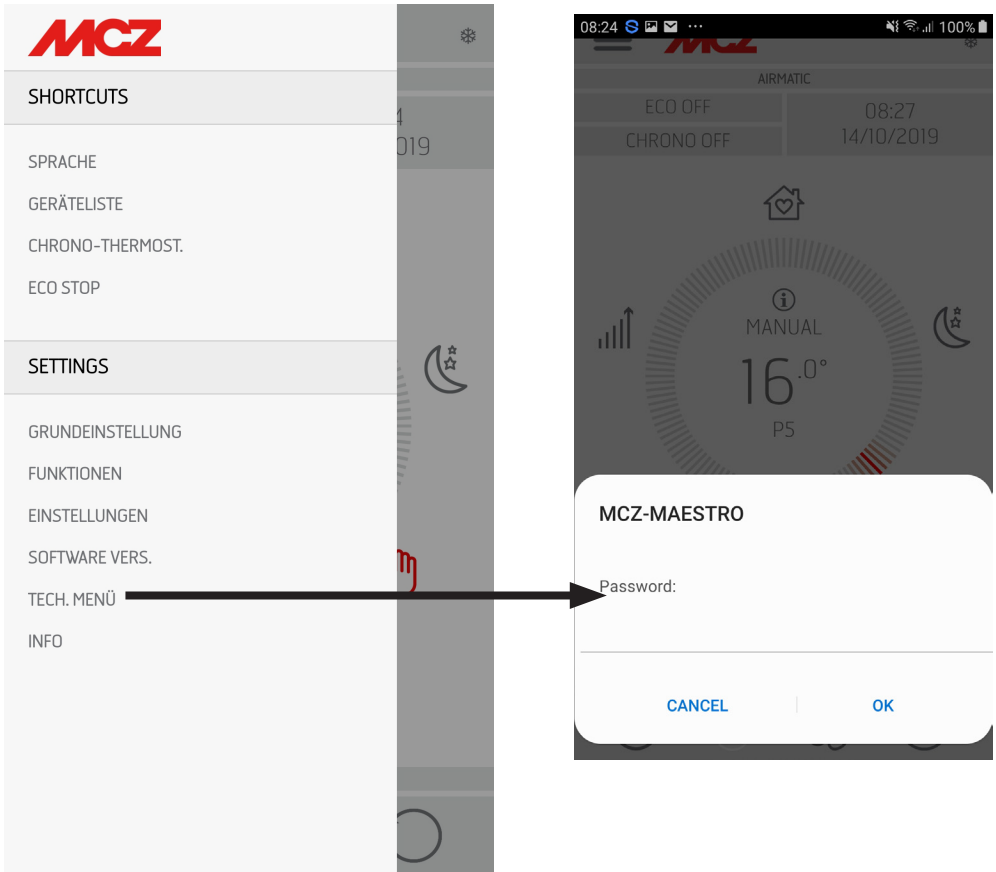 MCZ
SHORTCUTS
SPRACHE
GERÄTELISTE
CHRONO-THERMOST.
ECO STOP
SETTINGS
GRUNDEINSTELLUNG
FUNKTIONEN
EINSTELLUNGEN
SOFTWARE VERS.
TECH. MENÜ
INFO
4
019
08:24 ... 100%
MCZ
AIRMATIC
ECO OFF
CHRONO OFF
08:27
14/10/2019
MANUAL
16.0°
P5
MCZ-MAESTRO
Password:
CANCEL
OK